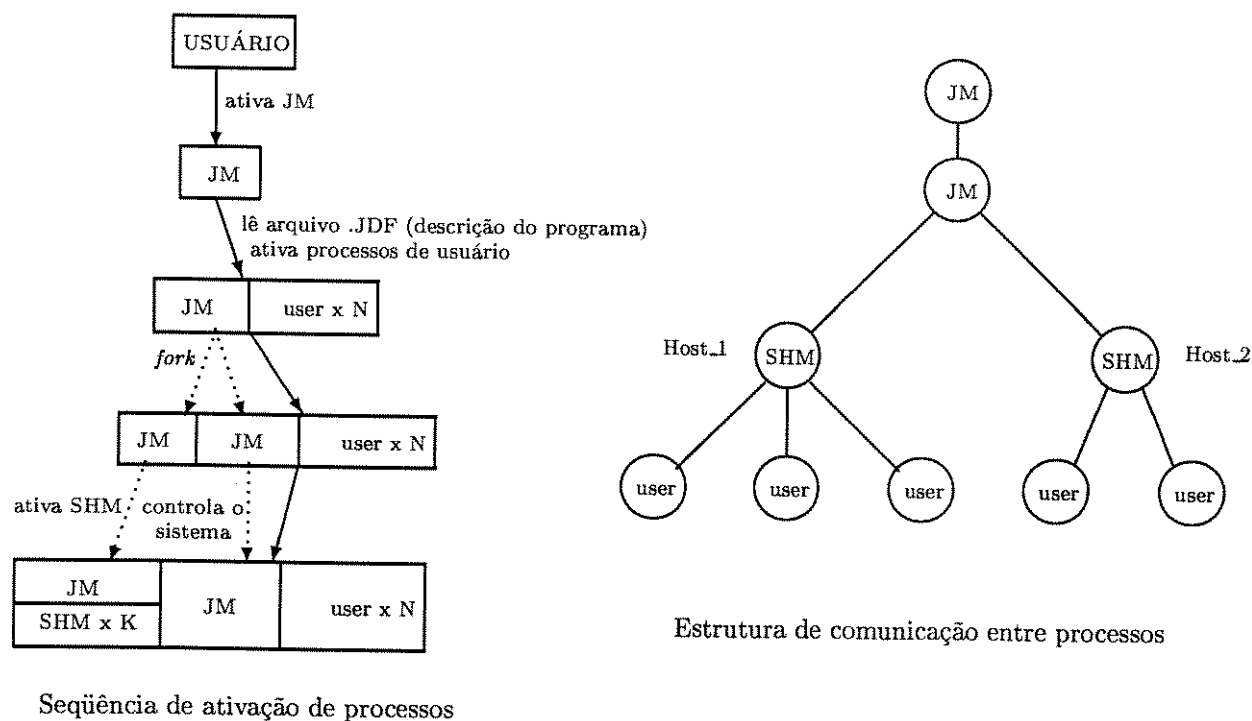 USUÁRIO
ativa JM
JM
lê arquivo .JDF (descrição do programa)
ativa processos de usuário
JM
user x N
fork
JM
JM
user x N
ativa SHM
controla o
sistema
JM
SHM x K
JM
user x N
Seqüência de ativação de processos
JM
JM
Host_1
SHM
SHM
Host_2
user
user
user
user
user
Estrutura de comunicação entre processos